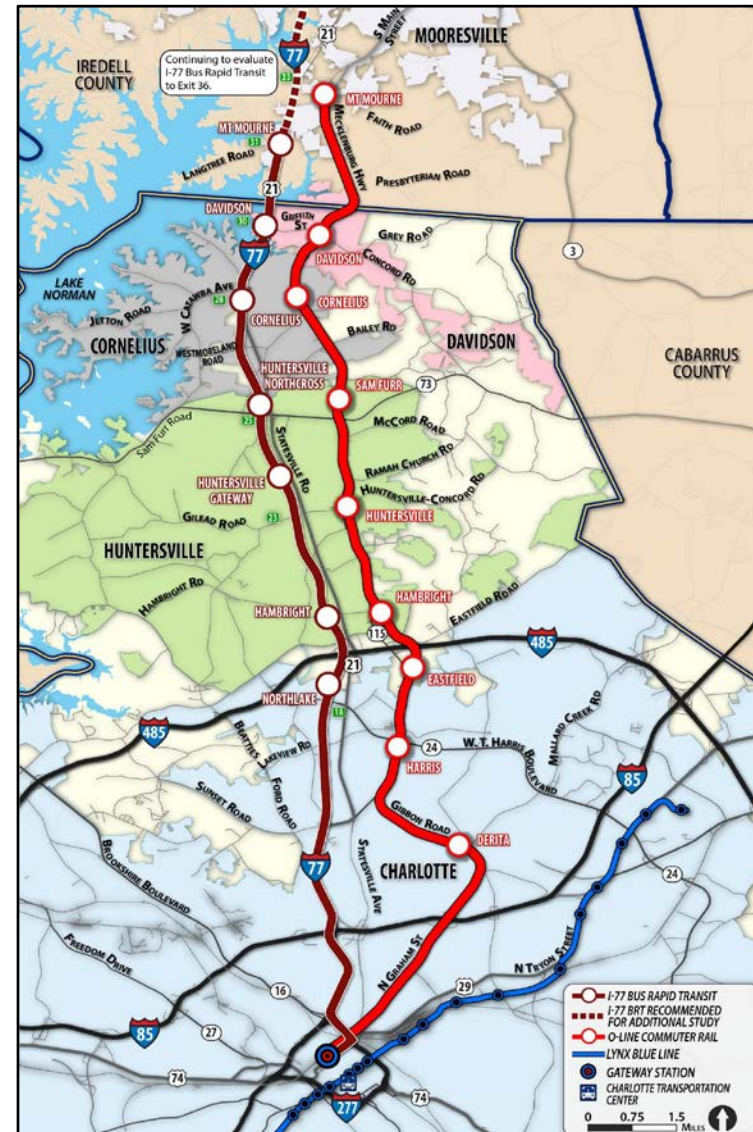 77
21
S MAIN
STREET
MOORESVILLE
IREDELL
COUNTY
Continuing to evaluate
I-77 Bus Rapid Transit
to Exit 36.
33
MT MOURNE
MECKLENBURG HWY
FAITH ROAD
MT MOURNE
31
LANGTREE ROAD
PRESBYTERIAN ROAD
21
DAVIDSON
30
GRIFFITH
ST
GREY ROAD
77
DAVIDSON
CONCORD RD
3
LAKE
NORMAN
W CATAWBA AVE
28
JETTON ROAD
CORNELIUS
CORNELIUS
CORNELIUS
BAILEY RD
WESTMORELAND
ROAD
DAVIDSON
CABARRUS
COUNTY
HUNTERSVILLE
NORTHCROSS
SAM FURR
73
25
SAM FURR ROAD
STATESVILLE RD
MCCORD ROAD
RAMAH CHURCH RD
HUNTERSVILLE-CONCORD RD
HUNTERSVILLE
GATEWAY
23
GILEAD ROAD
HUNTERSVILLE
HUNTERSVILLE
HAMBRIGHT RD
HAMBRIGHT
HAMBRIGHT
EASTFIELD ROAD
115
485
21
EASTFIELD
NORTHLAKE
18
485
BEATTIES
FORD ROAD
LAKEVIEW RD
24
W.T. HARRIS
BOULEVARD
MALLARD CREEK RD
HARRIS
85
SUNSET ROAD
GIBBON ROAD
DERITA
BROOKSHIRE BOULEVARD
77
STATESVILLE AVE
CHARLOTTE
24
FREEDOM DRIVE
N GRAHAM ST
N TRYON STREET
16
29
85
27
74
277
74
I-77 BUS RAPID TRANSIT
I-77 BRT RECOMMENDED
FOR ADDITIONAL STUDY
O-LINE COMMUTER RAIL
LYNX BLUE LINE
GATEWAY STATION
CHARLOTTE TRANSPORTATION
CENTER
0 0.75 1.5
MILES